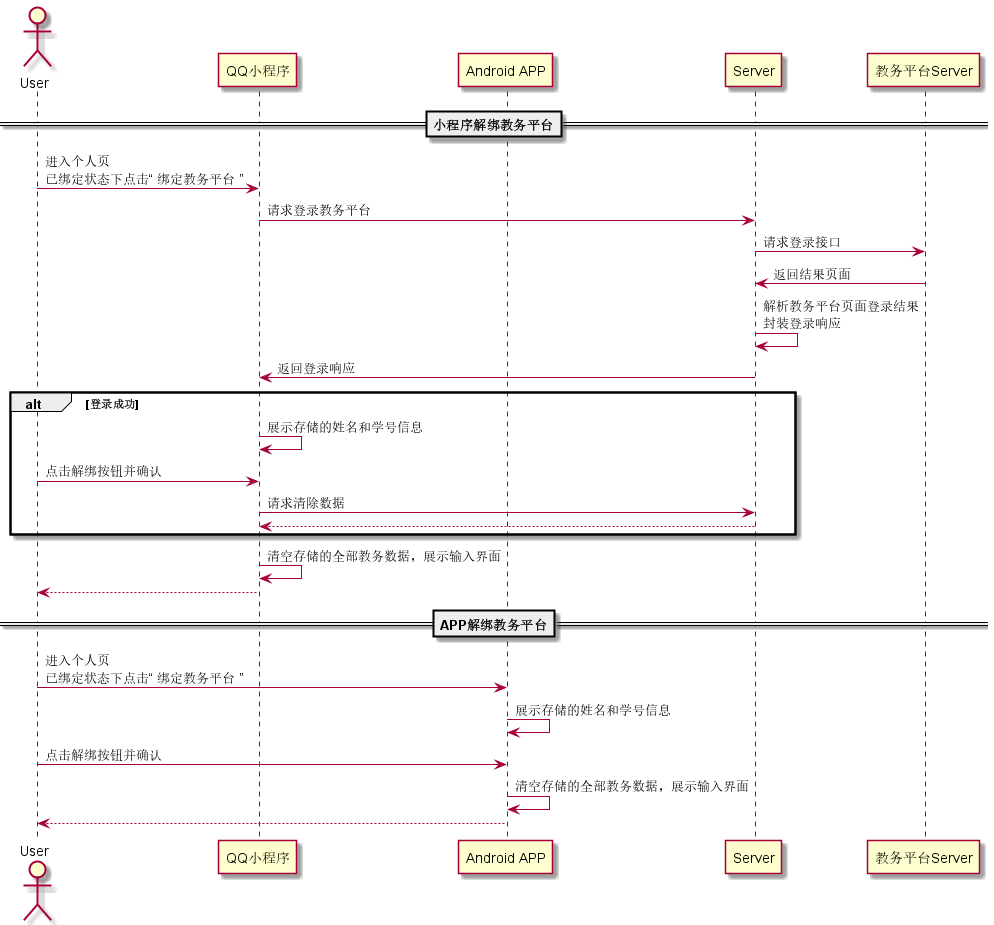 User
QQ小程序
Android APP
Server
教务平台Server
小程序解绑教务平台
进入个人页
已绑定状态下点击“ 绑定教务平台 ”
请求登录教务平台
请求登录接口
返回结果页面
解析教务平台页面登录结果
封装登录响应
返回登录响应
alt
[登录成功]
展示存储的姓名和学号信息
点击解绑按钮并确认
请求清除数据
清空存储的全部教务数据，展示输入界面
APP解绑教务平台
进入个人页
已绑定状态下点击“ 绑定教务平台 ”
展示存储的姓名和学号信息
点击解绑按钮并确认
清空存储的全部教务数据，展示输入界面
User
QQ小程序
Android APP
Server
教务平台Server